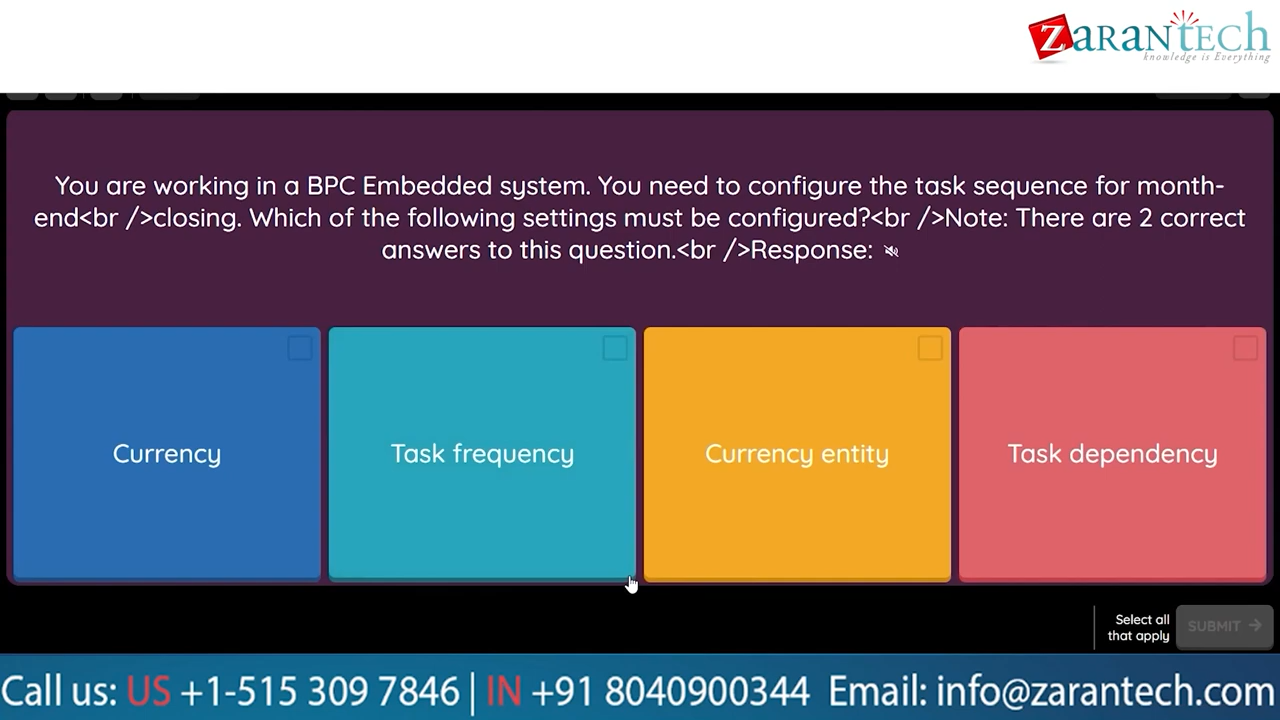 ZARANTECH
knowledge is Everything
You are working in a BPC Embedded system. You need to configure the task sequence for month-
end<br />closing. Which of the following settings must be configured?<br />Note: There are 2 correct
answers to this question.<br />Response:
Currency
Task frequency
Currency entity
Task dependency
Select all
that apply
SUBMIT
Call us: US +1-515 309 7846 | IN +91 8040900344 Email: info@zarantech.com